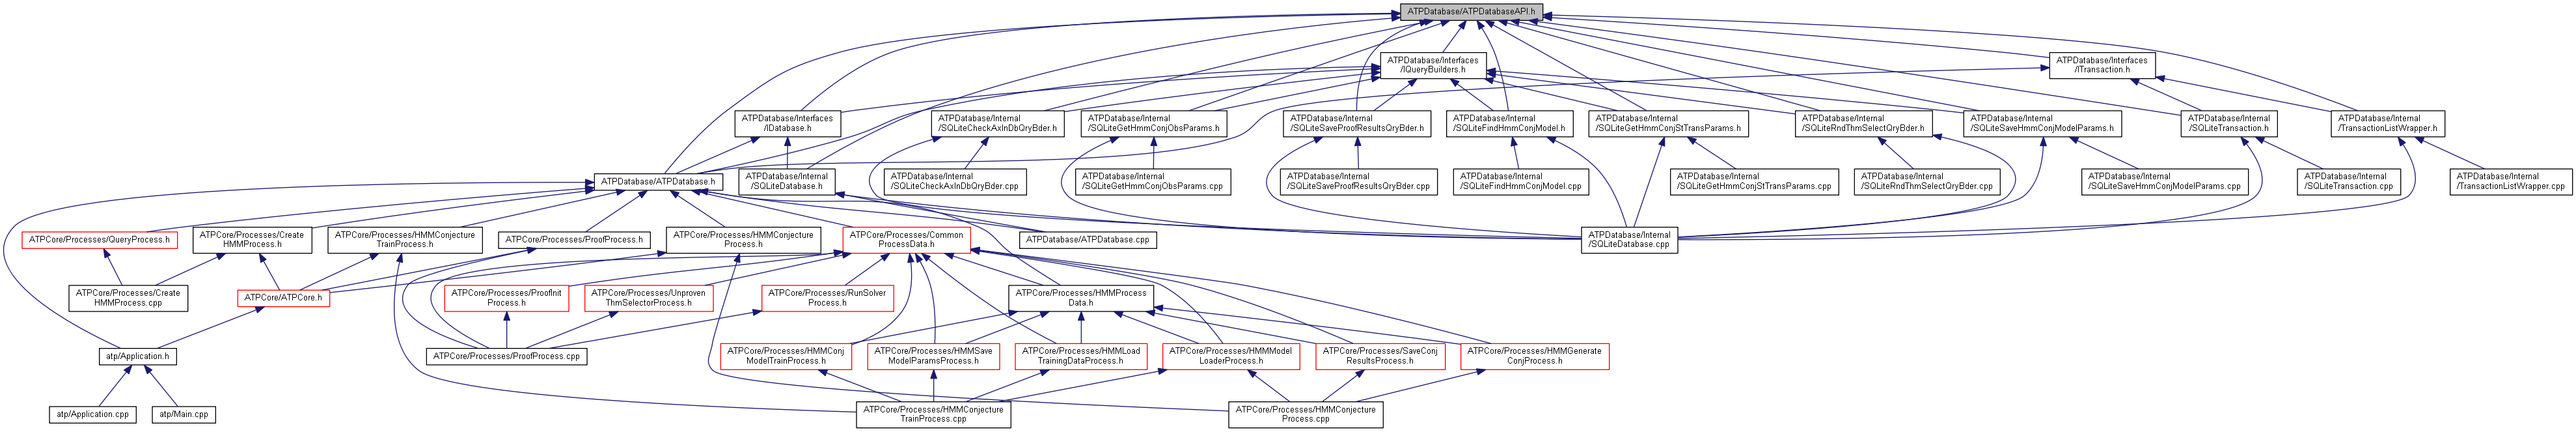 ATPDatabase/ATPDatabaseAPI.h
ATPDatabase/Interfaces
/IQueryBuilders.h
ATPDatabase/Interfaces
/ITransaction.h
ATPDatabase/Interfaces
/IDatabase.h
ATPDatabase/Internal
/SQLiteCheckAxInDbQryBder.h
ATPDatabase/Internal
/SQLiteGetHmmConjObsParams.h
ATPDatabase/Internal
/SQLiteSaveProofResultsQryBder.h
ATPDatabase/Internal
/SQLiteFindHmmConjModel.h
ATPDatabase/Internal
/SQLiteGetHmmConjStTransParams.h
ATPDatabase/Internal
/SQLiteRndThmSelectQryBder.h
ATPDatabase/Internal
/SQLiteSaveHmmConjModelParams.h
ATPDatabase/Internal
/SQLiteTransaction.h
ATPDatabase/Internal
/TransactionListWrapper.h
ATPDatabase/ATPDatabase.h
ATPDatabase/Internal
/SQLiteDatabase.h
ATPDatabase/Internal
/SQLiteCheckAxInDbQryBder.cpp
ATPDatabase/Internal
/SQLiteGetHmmConjObsParams.cpp
ATPDatabase/Internal
/SQLiteSaveProofResultsQryBder.cpp
ATPDatabase/Internal
/SQLiteFindHmmConjModel.cpp
ATPDatabase/Internal
/SQLiteGetHmmConjStTransParams.cpp
ATPDatabase/Internal
/SQLiteRndThmSelectQryBder.cpp
ATPDatabase/Internal
/SQLiteSaveHmmConjModelParams.cpp
ATPDatabase/Internal
/SQLiteTransaction.cpp
ATPDatabase/Internal
/TransactionListWrapper.cpp
ATPCore/Processes/QueryProcess.h
ATPCore/Processes/Create
HMMProcess.h
ATPCore/Processes/HMMConjecture
TrainProcess.h
ATPCore/Processes/ProofProcess.h
ATPCore/Processes/HMMConjecture
Process.h
ATPCore/Processes/Common
ProcessData.h
ATPDatabase/ATPDatabase.cpp
ATPDatabase/Internal
/SQLiteDatabase.cpp
ATPCore/Processes/Create
HMMProcess.cpp
ATPCore/ATPCore.h
ATPCore/Processes/ProofInit
Process.h
ATPCore/Processes/Unproven
ThmSelectorProcess.h
ATPCore/Processes/RunSolver
Process.h
ATPCore/Processes/HMMProcess
Data.h
atp/Application.h
ATPCore/Processes/ProofProcess.cpp
ATPCore/Processes/HMMConj
ModelTrainProcess.h
ATPCore/Processes/HMMSave
ModelParamsProcess.h
ATPCore/Processes/HMMLoad
TrainingDataProcess.h
ATPCore/Processes/HMMModel
LoaderProcess.h
ATPCore/Processes/SaveConj
ResultsProcess.h
ATPCore/Processes/HMMGenerate
ConjProcess.h
atp/Application.cpp
atp/Main.cpp
ATPCore/Processes/HMMConjecture
TrainProcess.cpp
ATPCore/Processes/HMMConjecture
Process.cpp